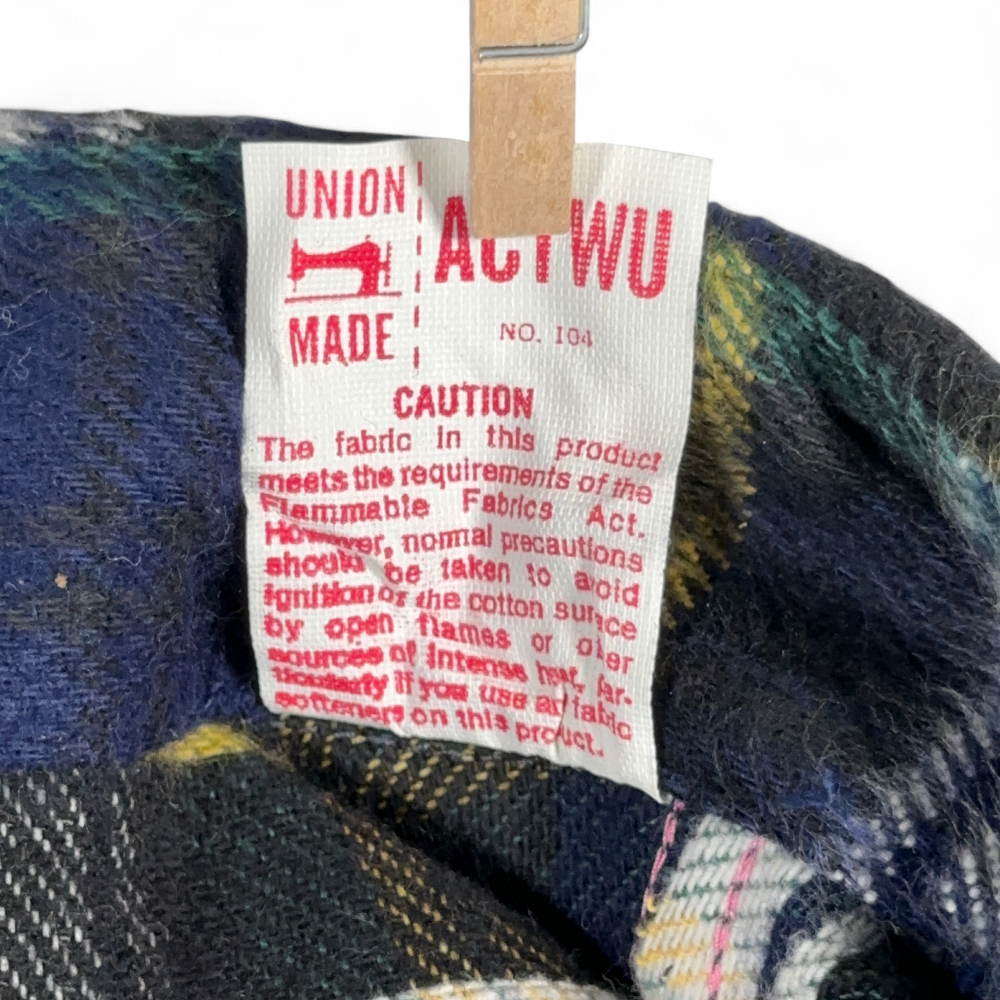 UNION
MADE
ACTWU
NO. 104
CAUTION
The fabric in this product
meets the requirements of the
Flammable Fabrics Act.
However, normal precautions
should be taken to avoid
ignition of the cotton surface
by open flames or other
sources of intense heat, par-
ticularly if you use any fabric
softeners on this product.